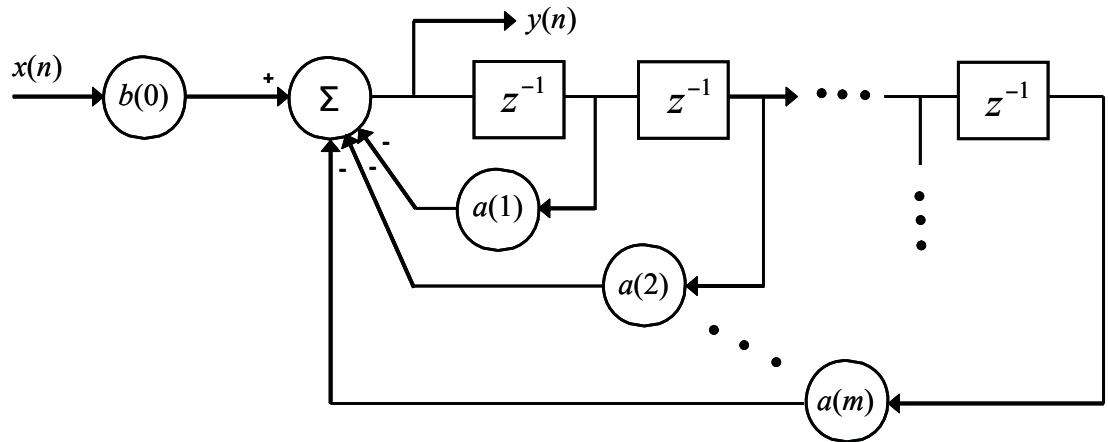 y(n)
x(n)
b(0)
+
Σ
z⁻¹
z⁻¹
z⁻¹
-
-
-
a(1)
a(2)
a(m)